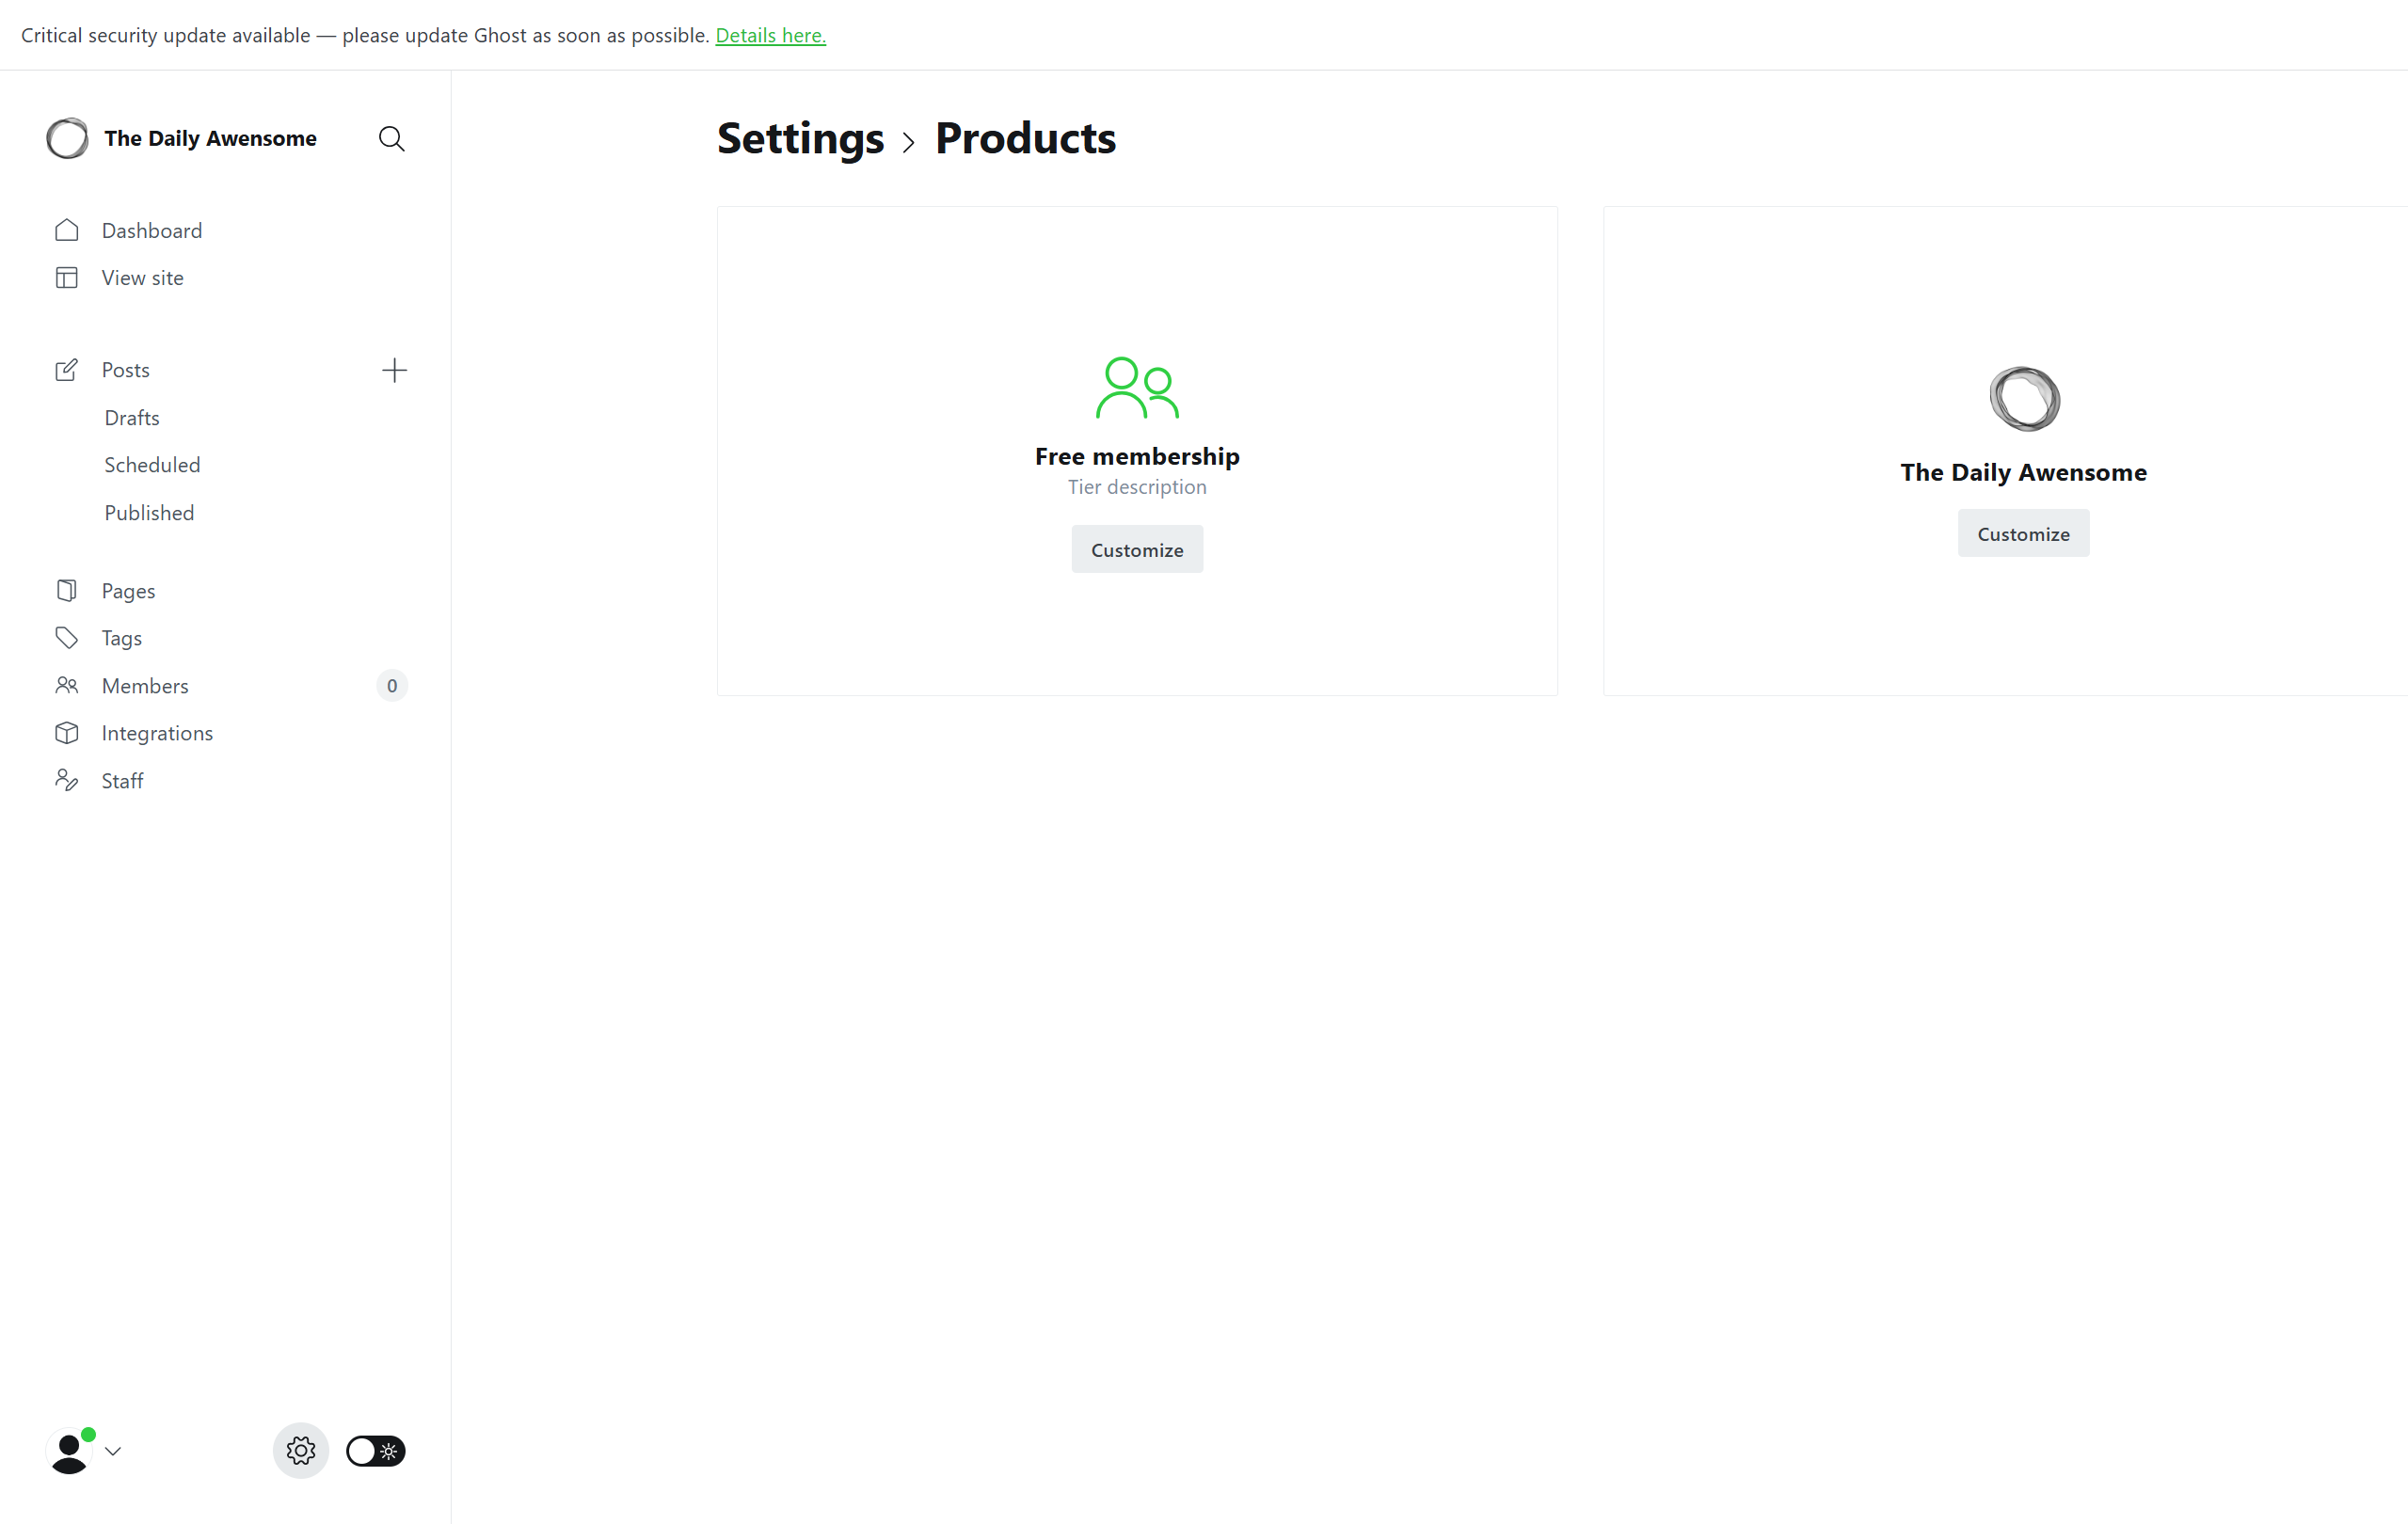 Critical security update available — please update Ghost as soon as possible. Details here.
The Daily Awensome
Dashboard
View site
Posts
Drafts
Scheduled
Published
Pages
Tags
Members 0
Integrations
Staff
Settings > Products
Free membership
Tier description
Customize
The Daily Awensome
Customize